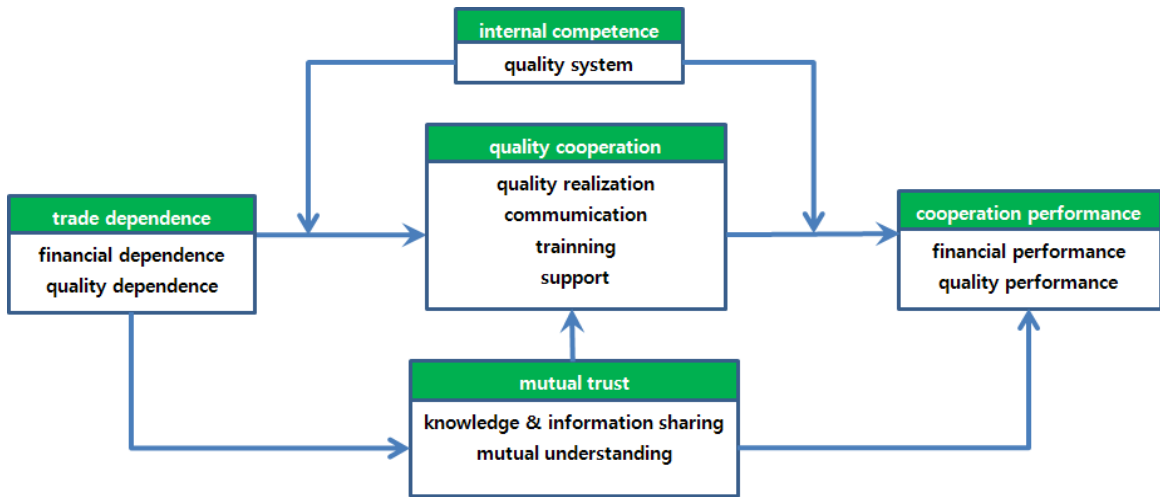 internal competence
quality system
quality cooperation
quality realization
commumication
trainning
support
trade dependence
financial dependence
quality dependence
cooperation performance
financial performance
quality performance
mutual trust
knowledge & information sharing
mutual understanding